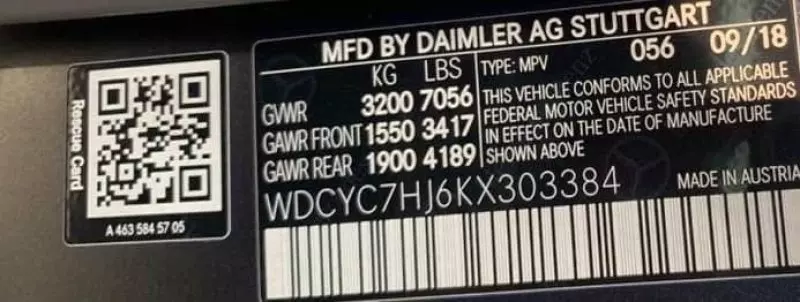 Rescue Card
A 463 584 57 05
MFD BY DAIMLER AG STUTTGART
KG LBS
GVWR 3200 7056
GAWR FRONT 1550 3417
GAWR REAR 1900 4189
TYPE: MPV 056 09/18
THIS VEHICLE CONFORMS TO ALL APPLICABLE
FEDERAL MOTOR VEHICLE SAFETY STANDARDS
IN EFFECT ON THE DATE OF MANUFACTURE
SHOWN ABOVE
WDCYC7HJ6KX303384
MADE IN AUSTRIA